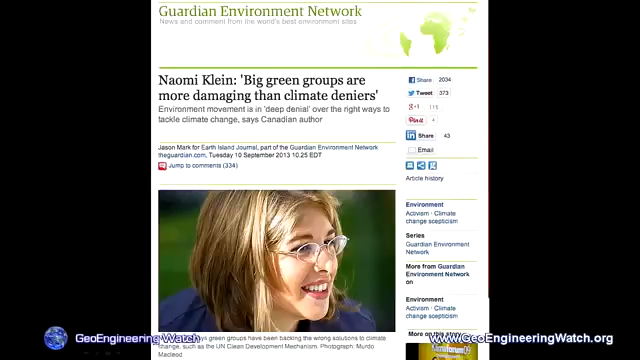 Guardian Environment Network
News and comment from the world's best environment sites
Naomi Klein: 'Big green groups are
more damaging than climate deniers'
Environment movement is in 'deep denial' over the right ways to
tackle climate change, says Canadian author
Jason Mark for Earth Island Journal, part of the Guardian Environment Network
theguardian.com, Tuesday 10 September 2013 10.25 EDT
Jump to comments (334)
Share 2034
Tweet 373
+1
Pin it 4
Share 43
Email
Article history
Environment
Activism · Climate
change scepticism
Series
Guardian Environment
Network
More from Guardian
Environment Network
on
Environment
Activism · Climate
change scepticism
More on this story
says green groups have been backing the wrong solutions to climate
change, such as the UN Clean Development Mechanism. Photograph: Murdo
Macleod
GeoEngineering Watch
www.GeoEngineeringWatch.org